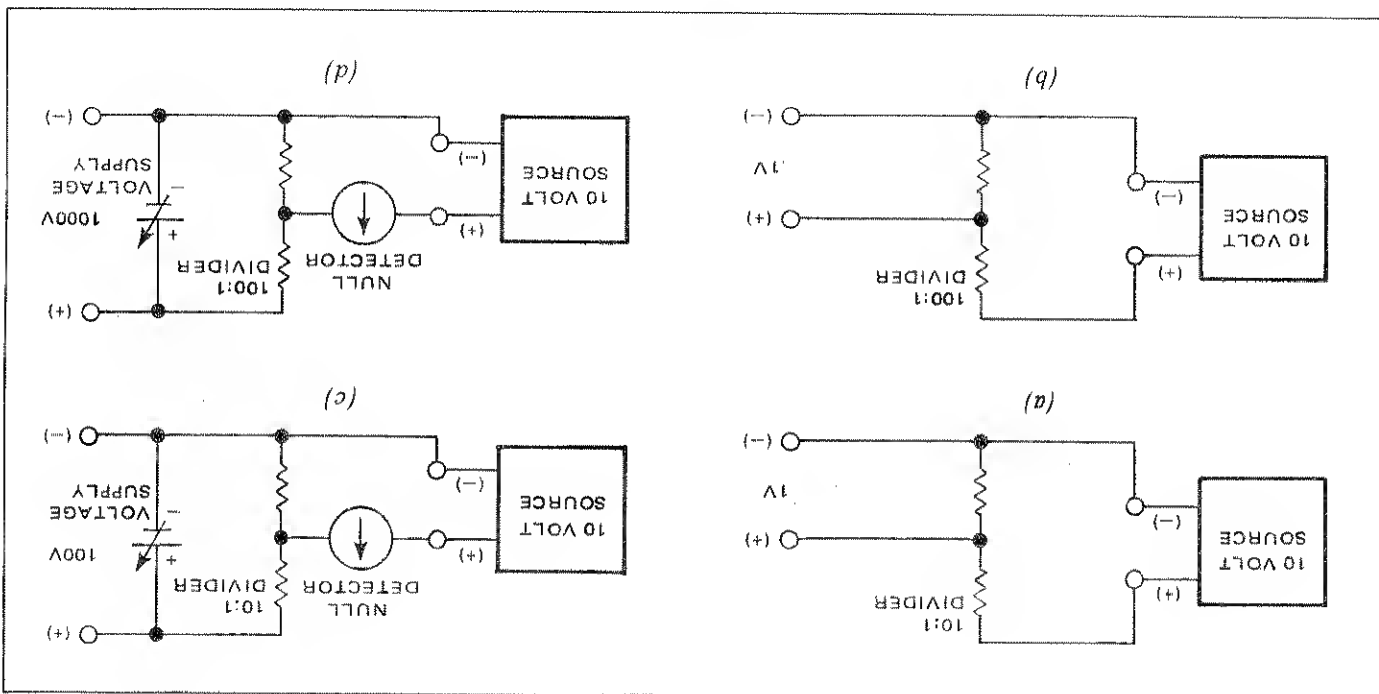 10 VOLT
SOURCE
(+)
(—)
10:1
DIVIDER
(+)
1V
(—)
(a)
10 VOLT
SOURCE
(+)
(—)
NULL
DETECTOR
10:1
DIVIDER
(+)
+
100V
VOLTAGE
SUPPLY
—
(—)
(c)
10 VOLT
SOURCE
(+)
(—)
100:1
DIVIDER
(+)
.1V
(—)
(b)
10 VOLT
SOURCE
(+)
(—)
NULL
DETECTOR
100:1
DIVIDER
(+)
+
1000V
VOLTAGE
SUPPLY
—
(—)
(d)